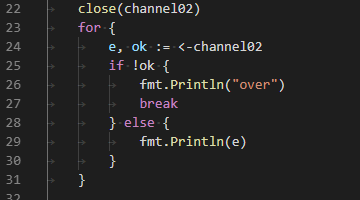 22 close(channel02)
23 for {
24 e, ok := <-channel02
25 if !ok {
26 fmt.Println("over")
27 break
28 } else {
29 fmt.Println(e)
30 }
31 }
32